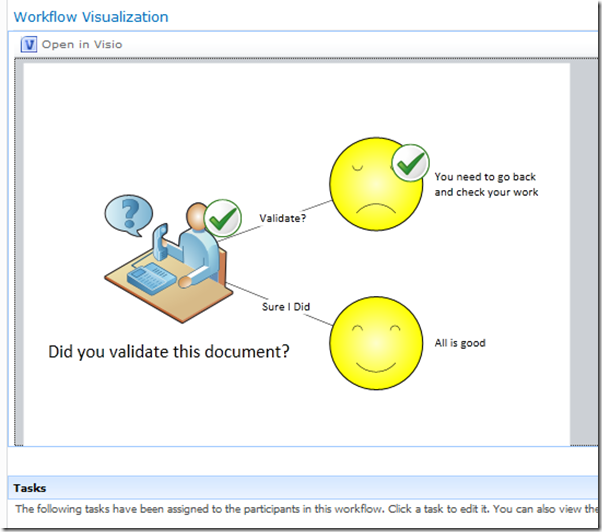 Workflow Visualization
Open in Visio
You need to go back
and check your work
Validate?
Sure I Did
All is good
Did you validate this document?
Tasks
The following tasks have been assigned to the participants in this workflow. Click a task to edit it. You can also view the